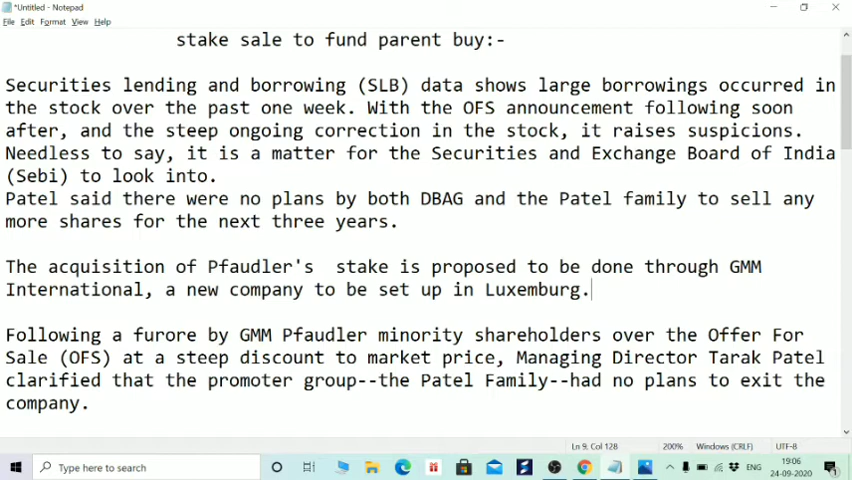 *Untitled - Notepad
File Edit Format View Help
stake sale to fund parent buy:-
Securities lending and borrowing (SLB) data shows large borrowings occurred in
the stock over the past one week. With the OFS announcement following soon
after, and the steep ongoing correction in the stock, it raises suspicions.
Needless to say, it is a matter for the Securities and Exchange Board of India
(Sebi) to look into.
Patel said there were no plans by both DBAG and the Patel family to sell any
more shares for the next three years.
The acquisition of Pfaudler's  stake is proposed to be done through GMM
International, a new company to be set up in Luxemburg.
Following a furore by GMM Pfaudler minority shareholders over the Offer For
Sale (OFS) at a steep discount to market price, Managing Director Tarak Patel
clarified that the promoter group--the Patel Family--had no plans to exit the
company.
Ln 9, Col 128 200% Windows (CRLF) UTF-8
Type here to search
ENG
19:06
24-09-2020